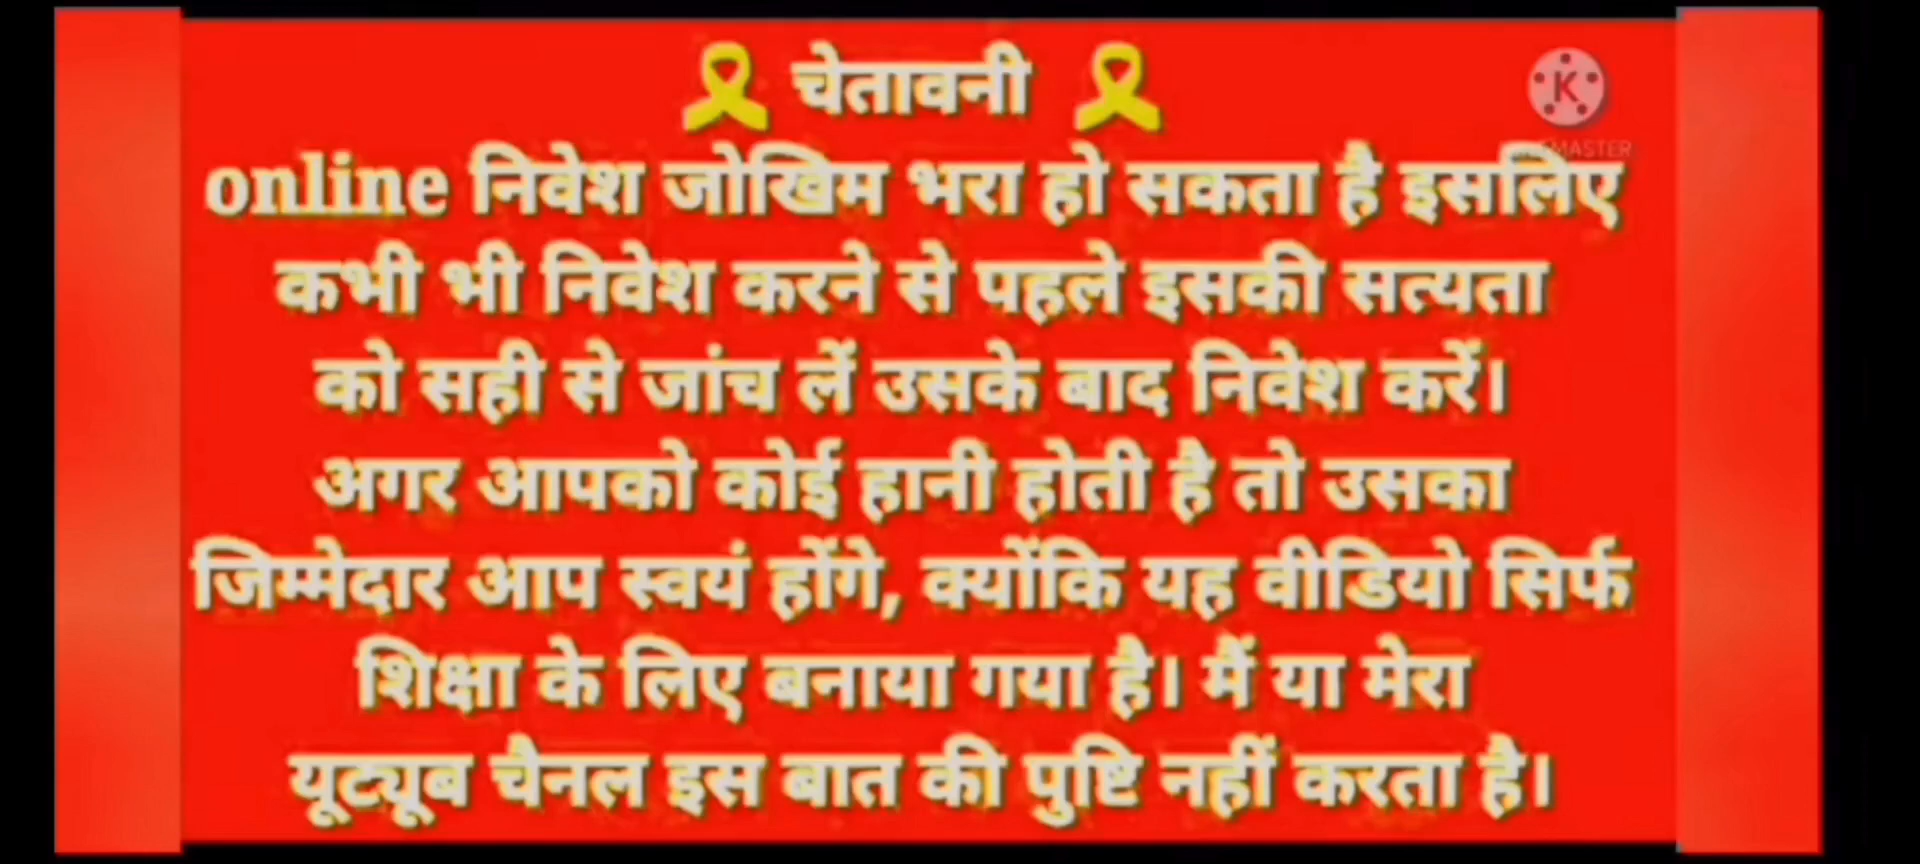 🎗 चेतावनी 🎗
K
MASTER
online निवेश जोखिम भरा हो सकता है इसलिए
कभी भी निवेश करने से पहले इसकी सत्यता
को सही से जांच लें उसके बाद निवेश करें।
अगर आपको कोई हानी होती है तो उसका
जिम्मेदार आप स्वयं होंगे, क्योंकि यह वीडियो सिर्फ
शिक्षा के लिए बनाया गया है। मैं या मेरा
यूट्यूब चैनल इस बात की पुष्टि नहीं करता है।